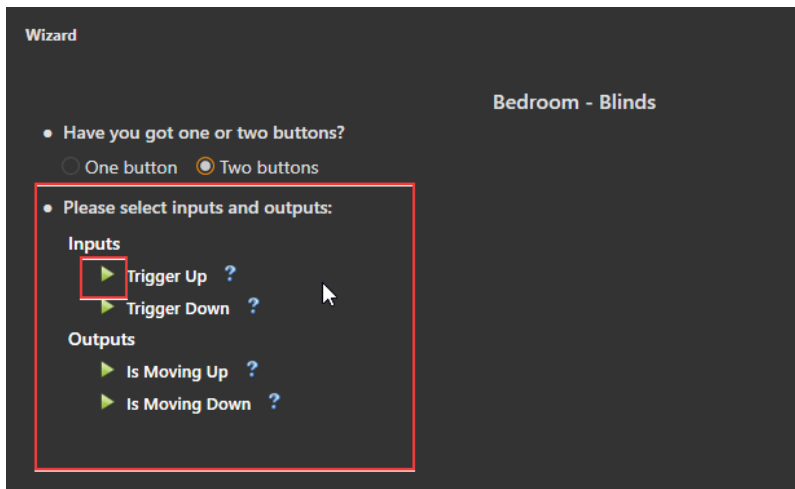 Wizard
Bedroom - Blinds
● Have you got one or two buttons?
One button Two buttons
● Please select inputs and outputs:
Inputs
Trigger Up ?
Trigger Down ?
Outputs
Is Moving Up ?
Is Moving Down ?